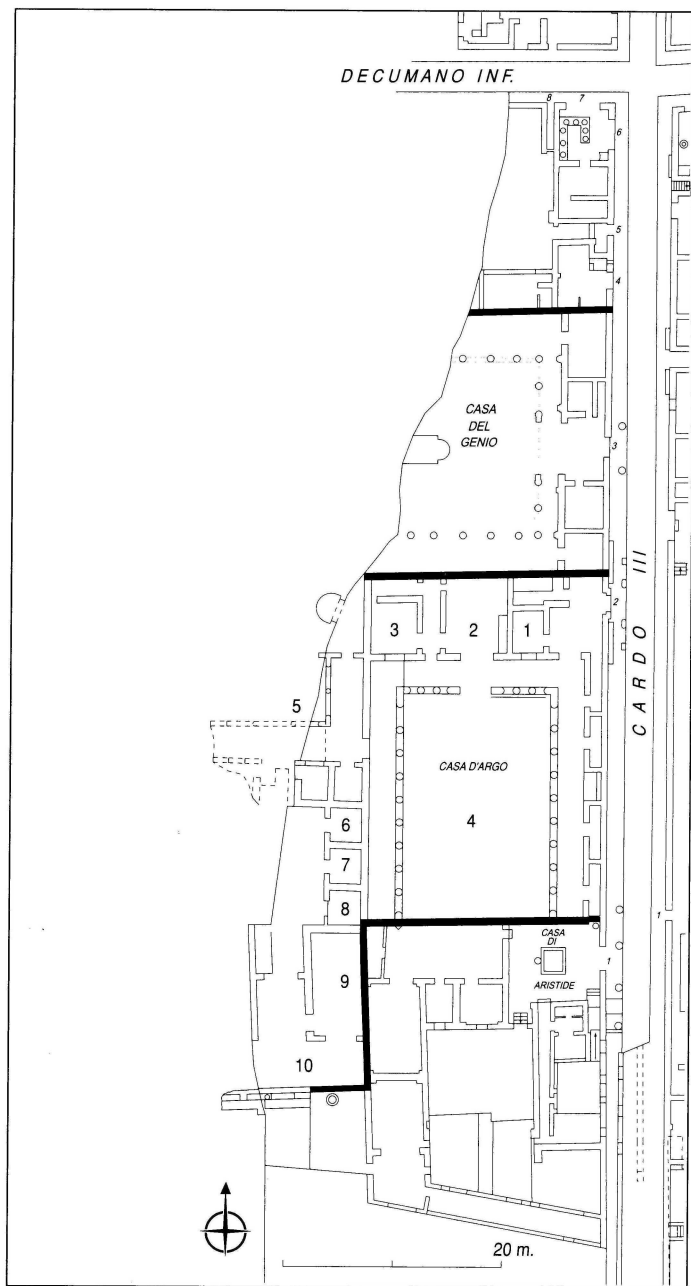 DECUMANO INF.
8 7
6
5
4
CASA
DEL
GENIO
3
CARDO III
2
3 2 1
5
CASA D'ARGO
4
6
7
8
CASA
DI
ARISTIDE
1
1
9
10
20 m.